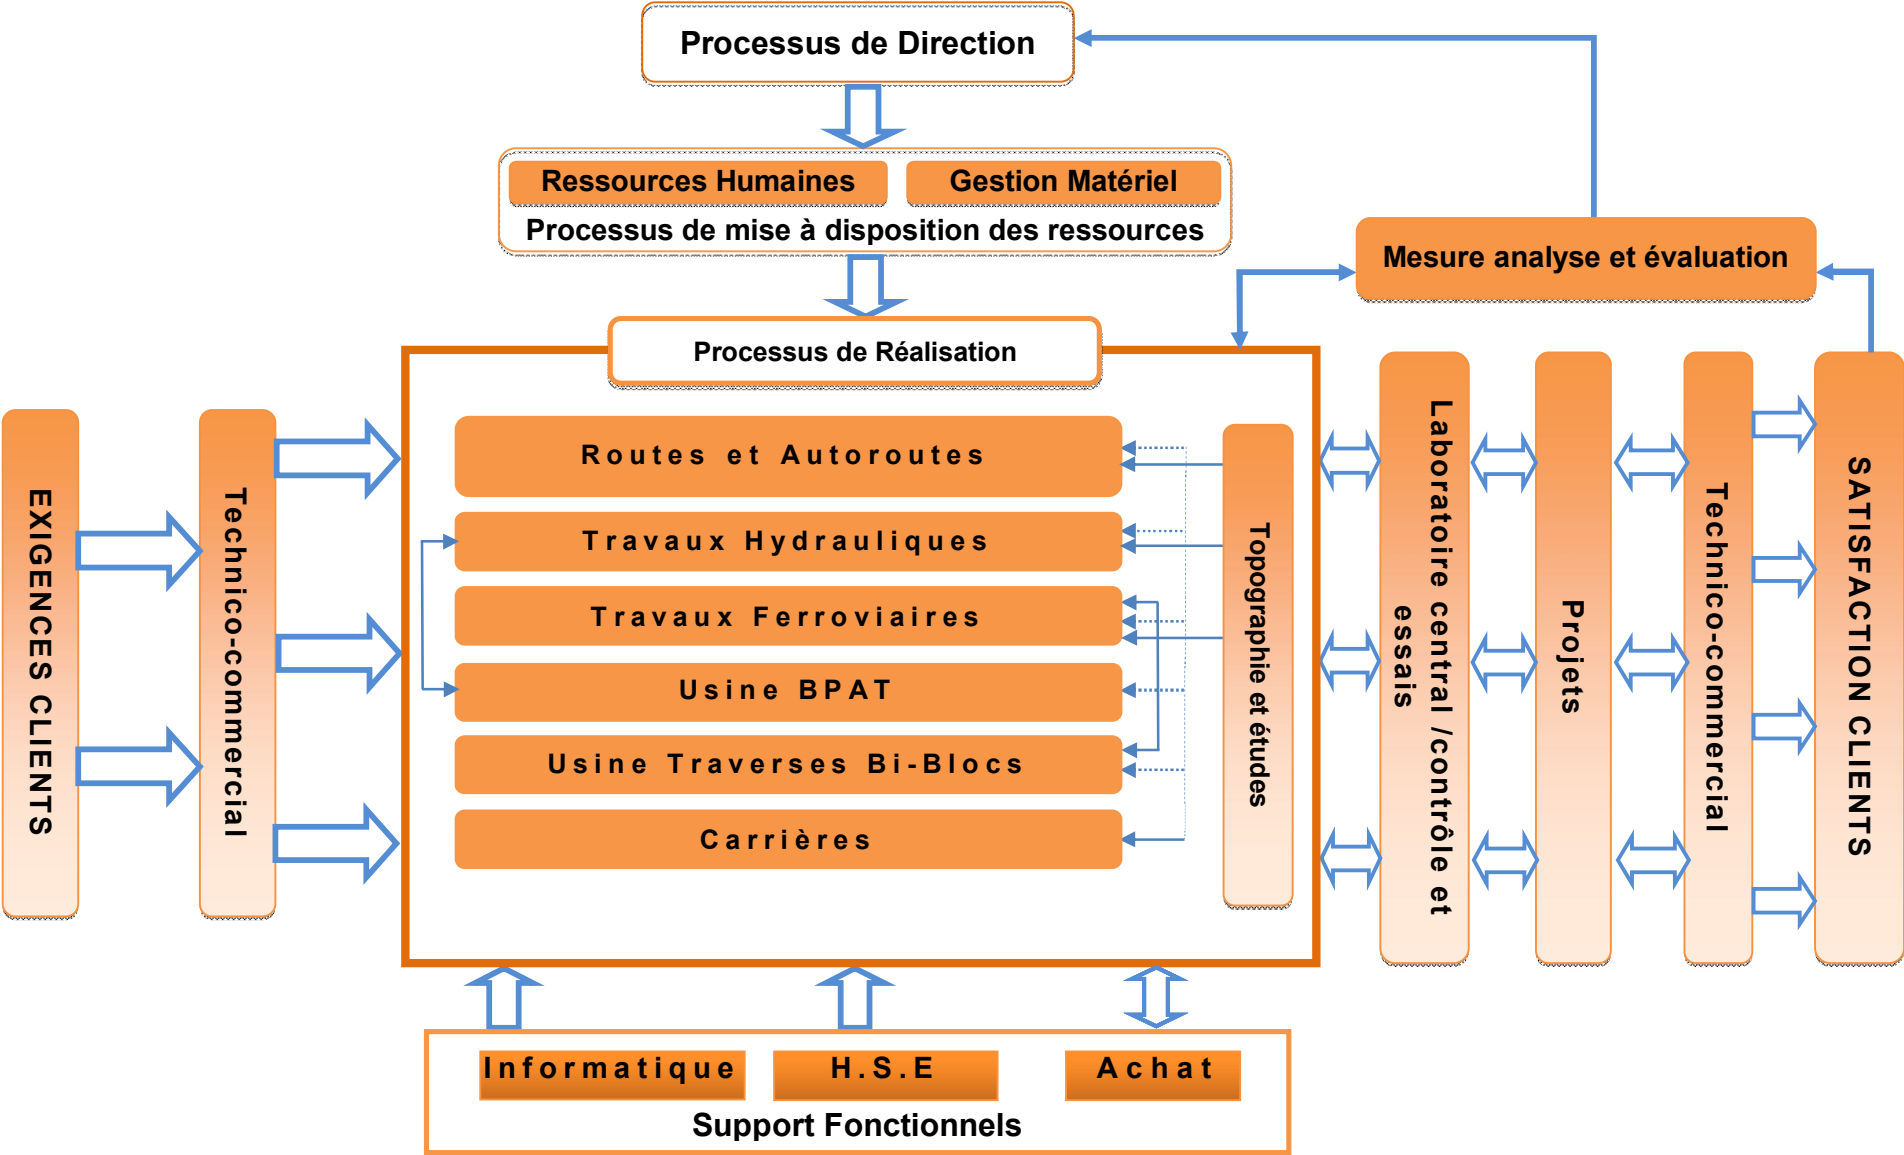 Processus de Direction
Ressources Humaines
Gestion Matériel
Processus de mise à disposition des ressources
Mesure analyse et évaluation
Processus de Réalisation
EXIGENCES CLIENTS
Technico-commercial
Routes et Autoroutes
Travaux Hydrauliques
Travaux Ferroviaires
Usine BPAT
Usine Traverses Bi-Blocs
Carrières
Topographie et études
Laboratoire central /contrôle et
essais
Projets
Technico-commercial
SATISFACTION CLIENTS
Informatique
H.S.E
Achat
Support Fonctionnels